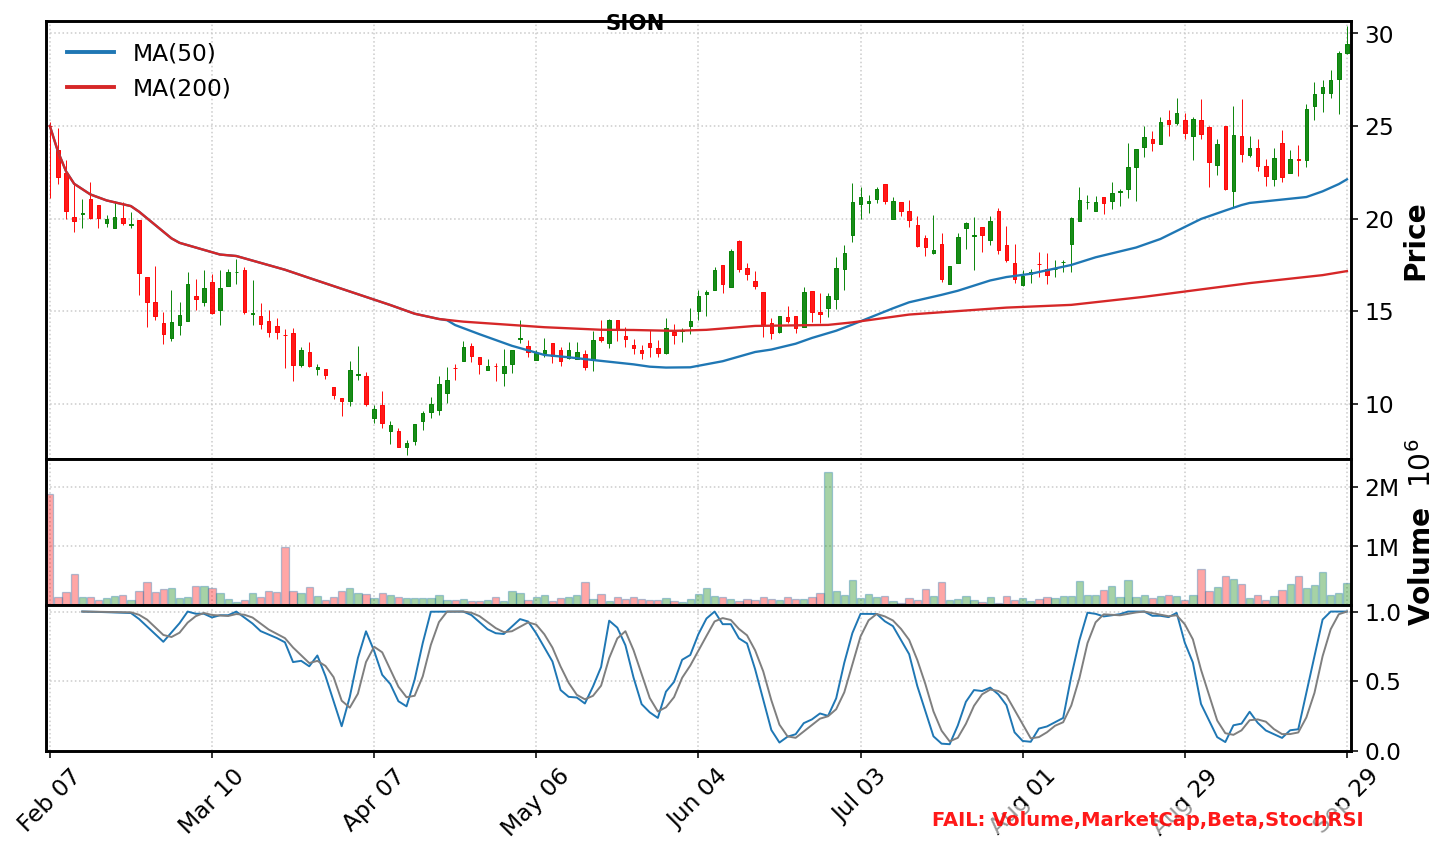 SION
MA(50)
MA(200)
30
25
20
15
10
Price
2M
1M
Volume 10⁶
1.0
0.5
0.0
Feb 07
Mar 10
Apr 07
May 06
Jun 04
Jul 03
Aug 01
Aug 29
Sep 29
FAIL: Volume,MarketCap,Beta,StochRSI